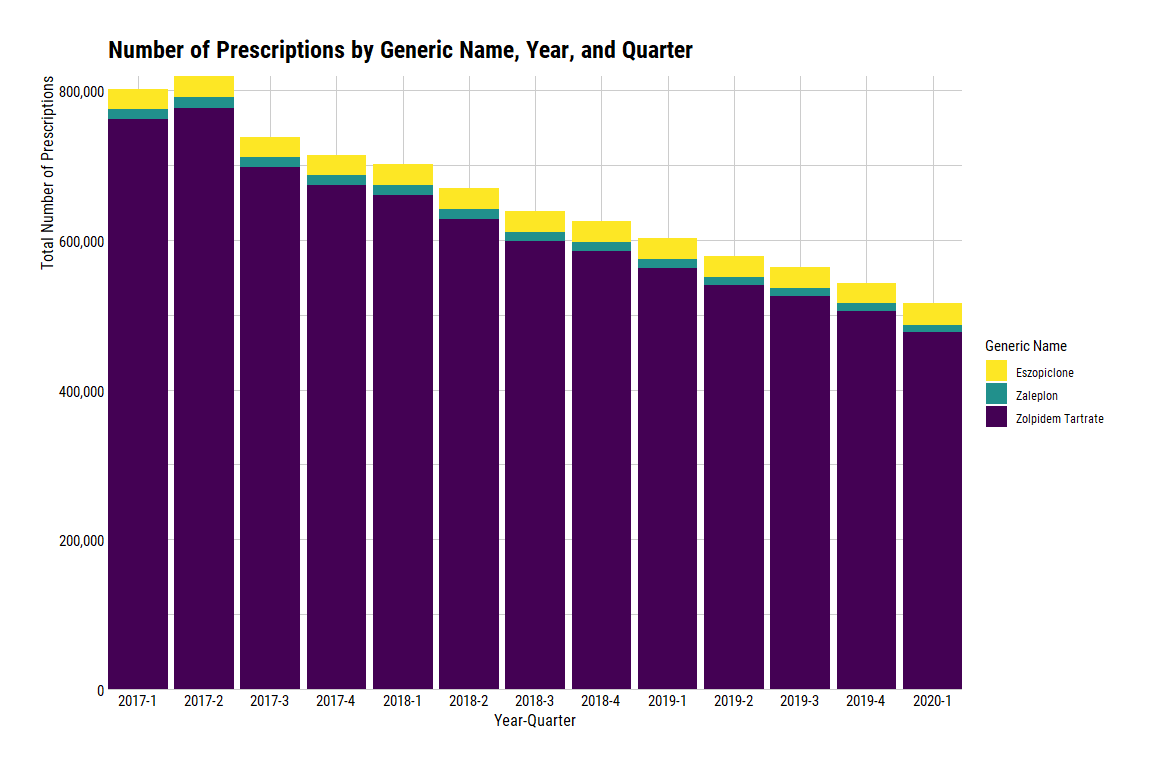 Number of Prescriptions by Generic Name, Year, and Quarter
Total Number of Prescriptions
800,000
600,000
400,000
200,000
0
2017-1 2017-2 2017-3 2017-4 2018-1 2018-2 2018-3 2018-4 2019-1 2019-2 2019-3 2019-4 2020-1
Year-Quarter
Generic Name
Eszopiclone
Zaleplon
Zolpidem Tartrate